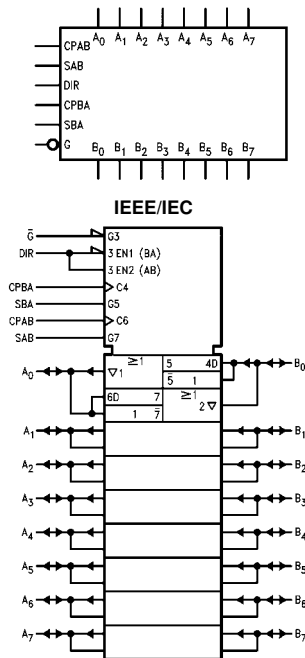 A0 A1 A2 A3 A4 A5 A6 A7
CPAB
SAB
DIR
CPBA
SBA
G
B0 B1 B2 B3 B4 B5 B6 B7
IEEE/IEC
G̅ G3
DIR 3 EN1 (BA)
3 EN2 (AB)
CPBA C4
SBA G5
CPAB C6
SAB G7
A0 ≥1 5 4D B0
▽1 5̅ 1
6D 7 ≥1
1 7̅ 2 ▽
A1 B1
A2 B2
A3 B3
A4 B4
A5 B5
A6 B6
A7 B7